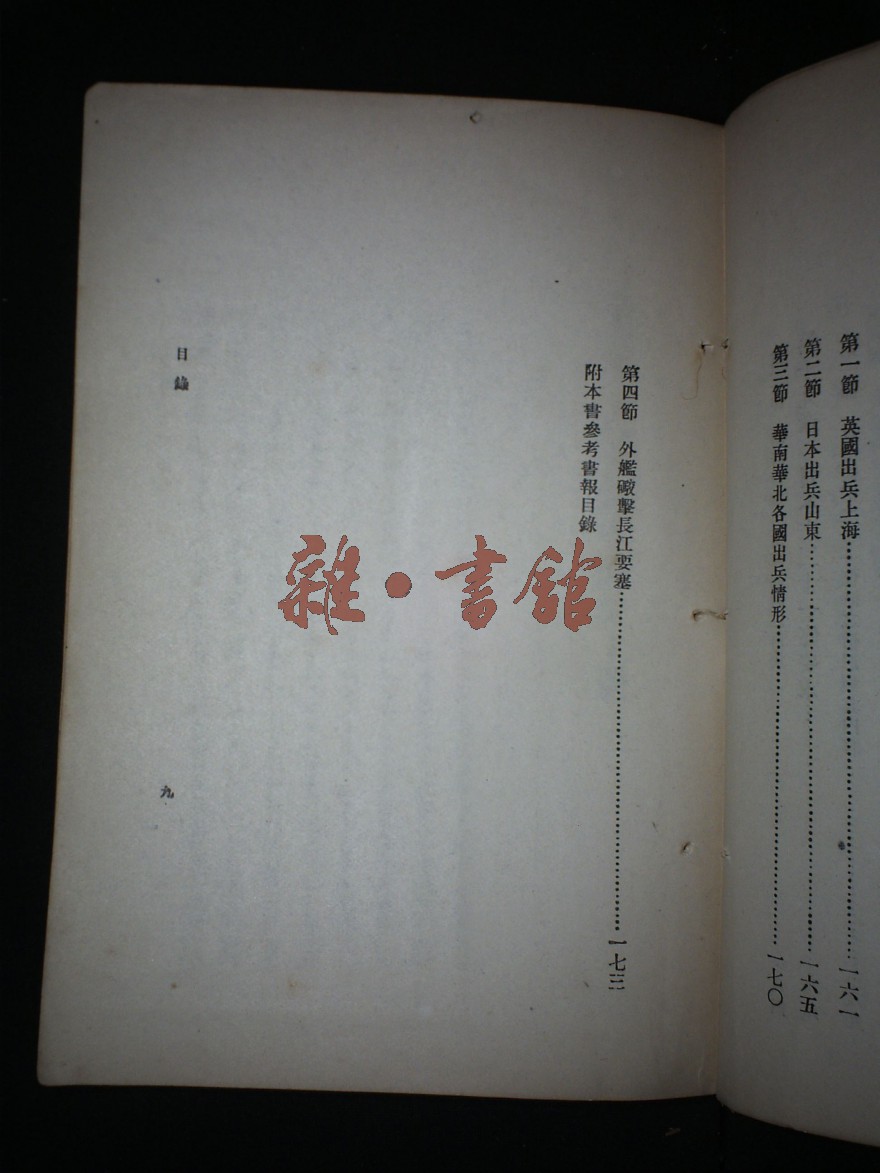 第一節　英國出兵上海……一六一
第二節　日本出兵山東……一六五
第三節　華南華北各國出兵情形……一七〇
第四節　外艦礮擊長江要塞……一七三
附本書參考書報目錄
目錄
九
雜·書館